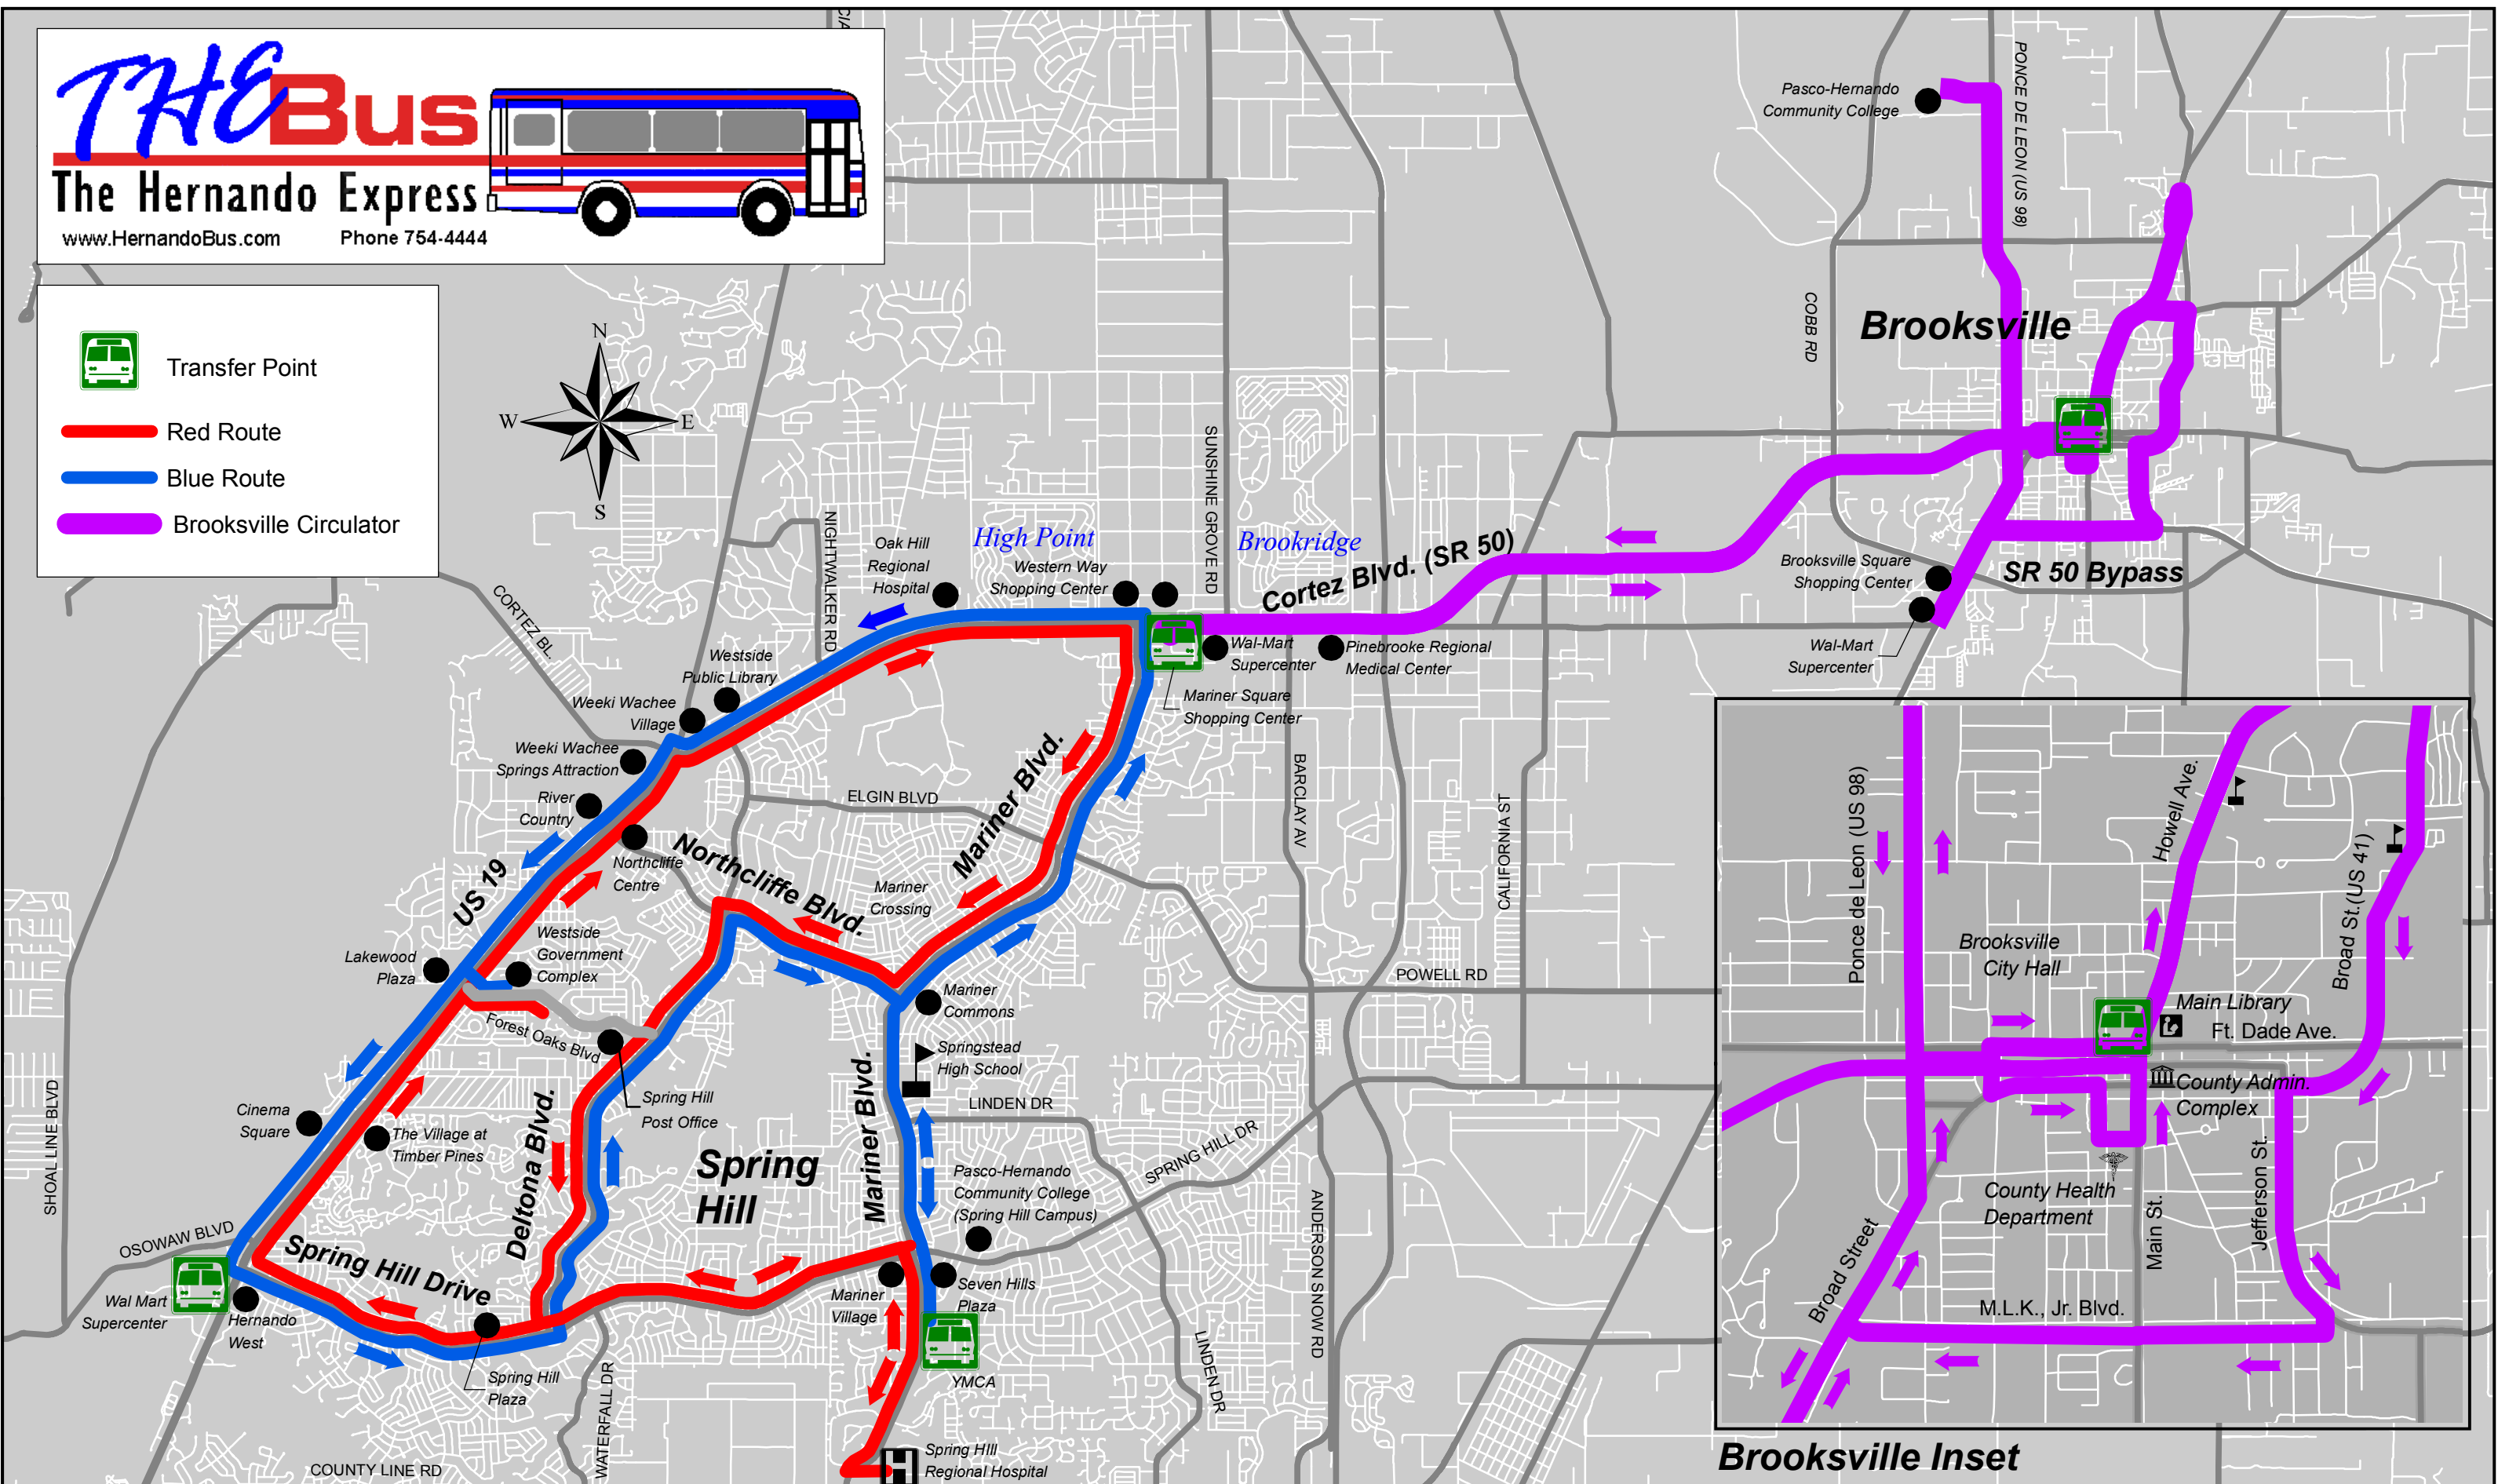 THE Bus
The Hernando Express
www.HernandoBus.com
Phone 754-4444
Transfer Point
Red Route
Blue Route
Brooksville Circulator
N
W
E
S
Pasco-Hernando
Community College
PONCE DE LEON (US 98)
COBB RD
Brooksville
SR 50 Bypass
Brooksville Square
Shopping Center
Wal-Mart
Supercenter
High Point
Brookridge
Cortez Blvd. (SR 50)
SUNSHINE GROVE RD
NIGHTWALKER RD
Oak Hill
Regional
Hospital
Western Way
Shopping Center
Wal-Mart
Supercenter
Pinebrooke Regional
Medical Center
Mariner Square
Shopping Center
CORTEZ BL.
Westside
Public Library
Weeki Wachee
Village
Weeki Wachee
Springs Attraction
River
Country
ELGIN BLVD
Mariner Blvd.
BARCLAY AV
CALIFORNIA ST
US 19
Northcliffe
Centre
Northcliffe Blvd.
Mariner
Crossing
Lakewood
Plaza
Westside
Government
Complex
Forest Oaks Blvd
POWELL RD
Mariner
Commons
Springstead
High School
LINDEN DR
Spring Hill
Post Office
Cinema
Square
The Village at
Timber Pines
SHOAL LINE BLVD
Deltona Blvd.
Spring
Hill
Mariner Blvd.
Pasco-Hernando
Community College
(Spring Hill Campus)
SPRING HILL DR
ANDERSON SNOW RD
OSOWAW BLVD
Spring Hill Drive
Wal Mart
Supercenter
Hernando
West
Mariner
Village
Seven Hills
Plaza
YMCA
LINDEN DR
Spring Hill
Plaza
WATERFALL DR
COUNTY LINE RD
H
Spring HIll
Regional Hospital
Ponce de Leon (US 98)
Howell Ave.
Broad St.(US 41)
Brooksville
City Hall
Main Library
Ft. Dade Ave.
County Admin.
Complex
County Health
Department
Main St.
Jefferson St.
Broad Street
M.L.K., Jr. Blvd.
Brooksville Inset